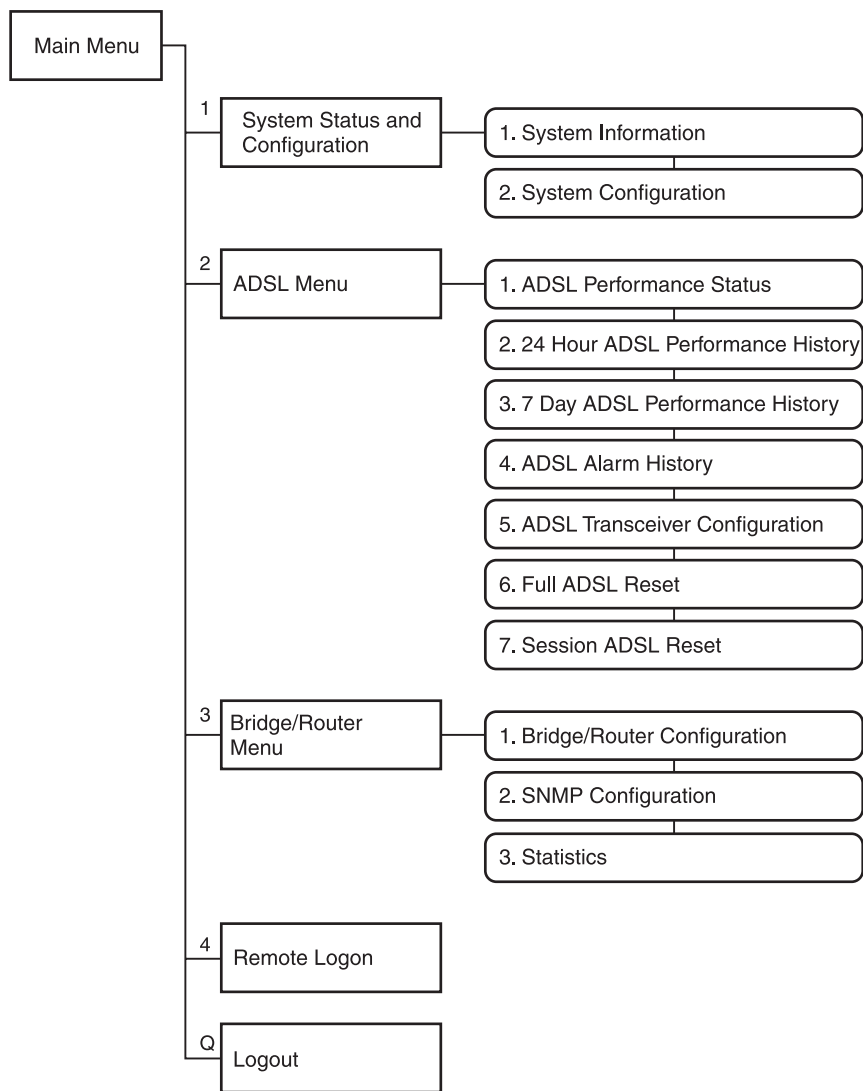 Main Menu
1
System Status and
Configuration
1. System Information
2. System Configuration
2
ADSL Menu
1. ADSL Performance Status
2. 24 Hour ADSL Performance History
3. 7 Day ADSL Performance History
4. ADSL Alarm History
5. ADSL Transceiver Configuration
6. Full ADSL Reset
7. Session ADSL Reset
3
Bridge/Router
Menu
1. Bridge/Router Configuration
2. SNMP Configuration
3. Statistics
4
Remote Logon
Q
Logout